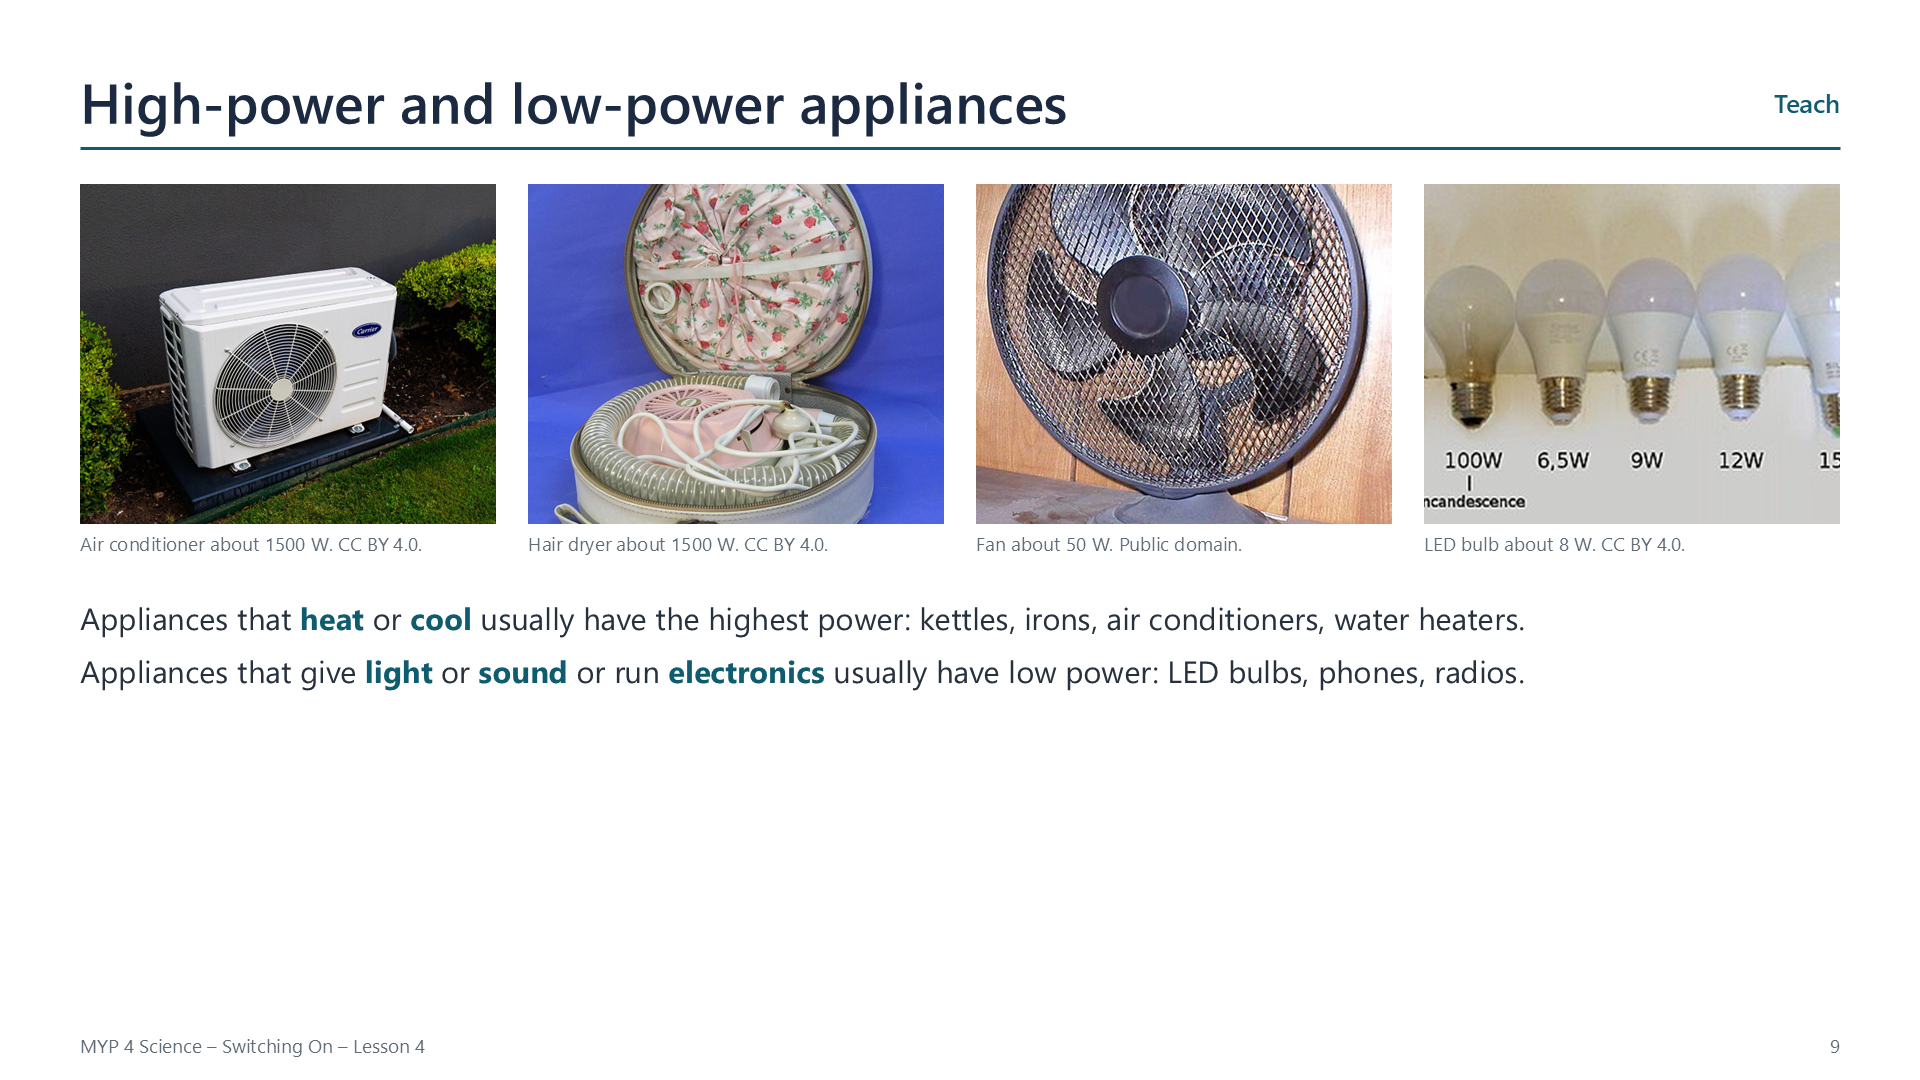 High-power and low-power appliances
Teach
Carrier
100W
6,5W
9W
12W
15
ncandescence
Air conditioner about 1500 W. CC BY 4.0.
Hair dryer about 1500 W. CC BY 4.0.
Fan about 50 W. Public domain.
LED bulb about 8 W. CC BY 4.0.
Appliances that heat or cool usually have the highest power: kettles, irons, air conditioners, water heaters.
Appliances that give light or sound or run electronics usually have low power: LED bulbs, phones, radios.
MYP 4 Science – Switching On – Lesson 4
9